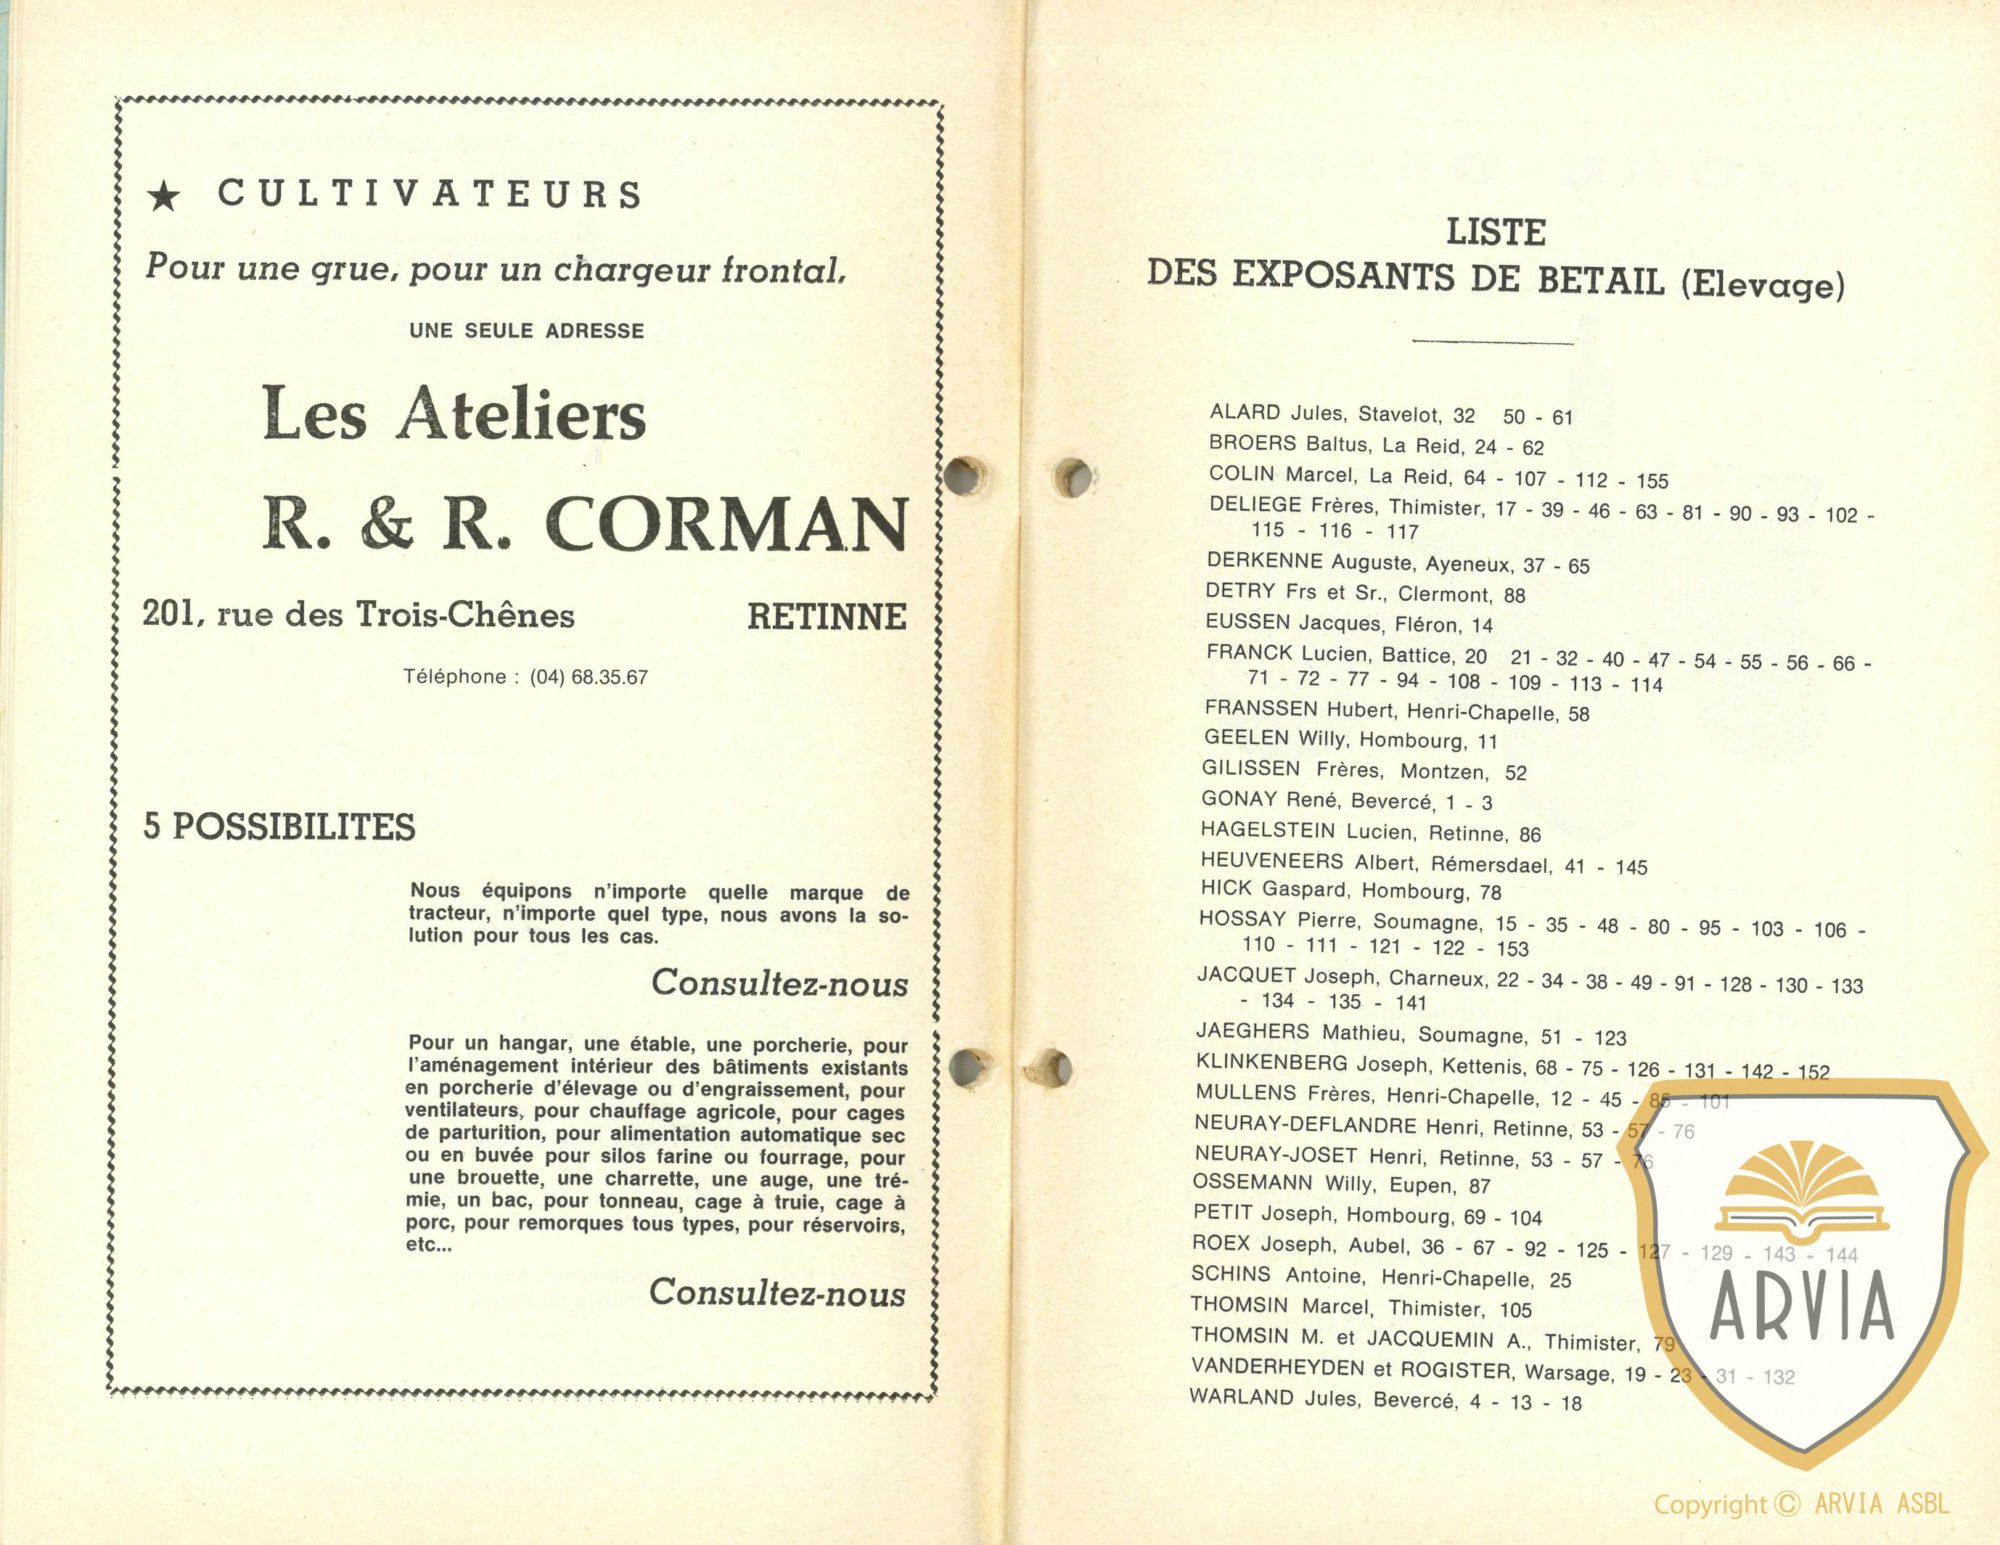 ★ CULTIVATEURS
Pour une grue, pour un chargeur frontal,
UNE SEULE ADRESSE
Les Ateliers
R. & R. CORMAN
201, rue des Trois-Chênes RETINNE
Téléphone : (04) 68.35.67
5 POSSIBILITES
Nous équipons n'importe quelle marque de
tracteur, n'importe quel type, nous avons la so-
lution pour tous les cas.
Consultez-nous
Pour un hangar, une étable, une porcherie, pour
l'aménagement intérieur des bâtiments existants
en porcherie d'élevage ou d'engraissement, pour
ventilateurs, pour chauffage agricole, pour cages
de parturition, pour alimentation automatique sec
ou en buvée pour silos farine ou fourrage, pour
une brouette, une charrette, une auge, une tré-
mie, un bac, pour tonneau, cage à truie, cage à
porc, pour remorques tous types, pour réservoirs,
etc...
Consultez-nous
LISTE
DES EXPOSANTS DE BETAIL (Elevage)
ALARD Jules, Stavelot, 32 50 - 61
BROERS Baltus, La Reid, 24 - 62
COLIN Marcel, La Reid, 64 - 107 - 112 - 155
DELIEGE Frères, Thimister, 17 - 39 - 46 - 63 - 81 - 90 - 93 - 102 -
115 - 116 - 117
DERKENNE Auguste, Ayeneux, 37 - 65
DETRY Frs et Sr., Clermont, 88
EUSSEN Jacques, Fléron, 14
FRANCK Lucien, Battice, 20 21 - 32 - 40 - 47 - 54 - 55 - 56 - 66 -
71 - 72 - 77 - 94 - 108 - 109 - 113 - 114
FRANSSEN Hubert, Henri-Chapelle, 58
GEELEN Willy, Hombourg, 11
GILISSEN Frères, Montzen, 52
GONAY René, Bevercé, 1 - 3
HAGELSTEIN Lucien, Retinne, 86
HEUVENEERS Albert, Rémersdael, 41 - 145
HICK Gaspard, Hombourg, 78
HOSSAY Pierre, Soumagne, 15 - 35 - 48 - 80 - 95 - 103 - 106 -
110 - 111 - 121 - 122 - 153
JACQUET Joseph, Charneux, 22 - 34 - 38 - 49 - 91 - 128 - 130 - 133
- 134 - 135 - 141
JAEGHERS Mathieu, Soumagne, 51 - 123
KLINKENBERG Joseph, Kettenis, 68 - 75 - 126 - 131 - 142 - 152
MULLENS Frères, Henri-Chapelle, 12 - 45 - 85 - 101
NEURAY-DEFLANDRE Henri, Retinne, 53 - 57 - 76
NEURAY-JOSET Henri, Retinne, 53 - 57 - 76
OSSEMANN Willy, Eupen, 87
PETIT Joseph, Hombourg, 69 - 104
ROEX Joseph, Aubel, 36 - 67 - 92 - 125 - 127 - 129 - 143 - 144
SCHINS Antoine, Henri-Chapelle, 25
THOMSIN Marcel, Thimister, 105
THOMSIN M. et JACQUEMIN A., Thimister, 79
VANDERHEYDEN et ROGISTER, Warsage, 19 - 23 - 31 - 132
WARLAND Jules, Bevercé, 4 - 13 - 18
ARVIA
Copyright © ARVIA ASBL